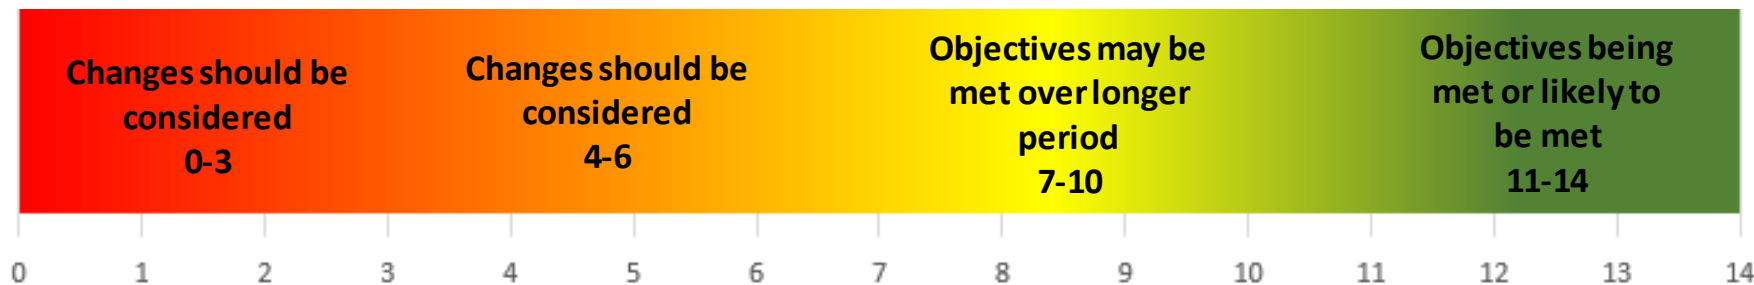 Changes should be
considered
0-3
Changes should be
considered
4-6
Objectives may be
met over longer
period
7-10
Objectives being
met or likely to
be met
11-14
0 1 2 3 4 5 6 7 8 9 10 11 12 13 14